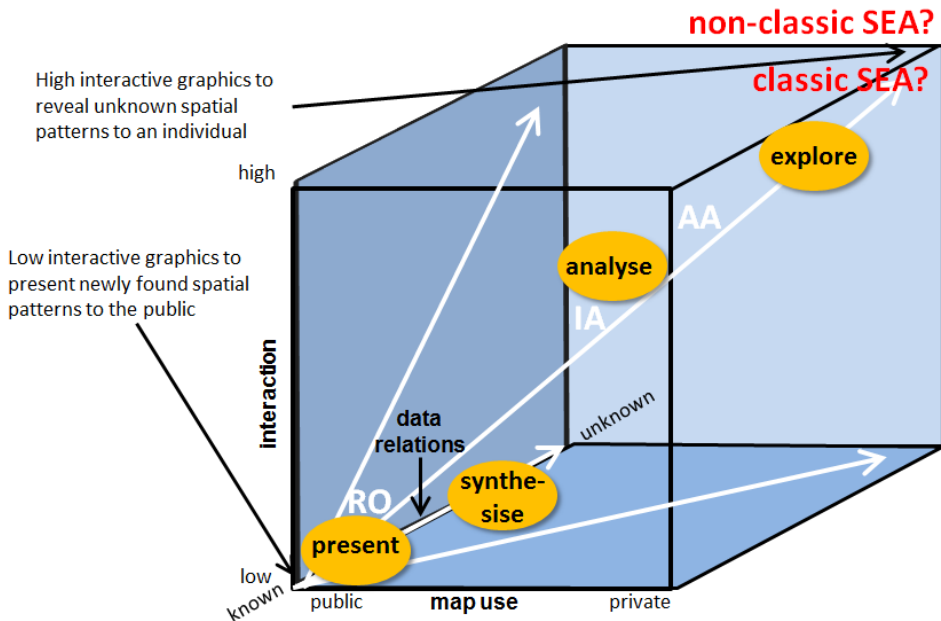 non-classic SEA?
classic SEA?
High interactive graphics to
reveal unknown spatial
patterns to an individual
explore
high
AA
Low interactive graphics to
present newly found spatial
patterns to the public
analyse
IA
interaction
data
relations
unknown
RO
synthe-
sise
present
low
known
public
map use
private